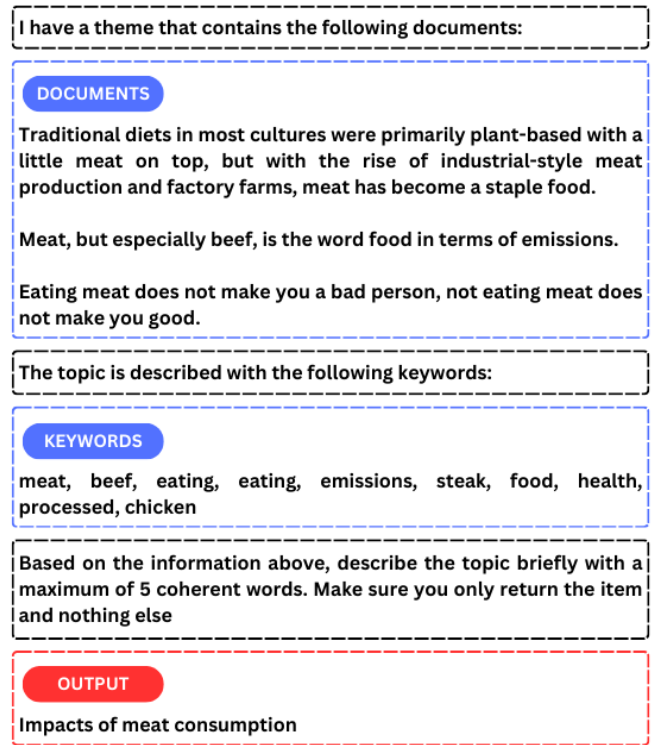 I have a theme that contains the following documents:
DOCUMENTS
Traditional diets in most cultures were primarily plant-based with a
little meat on top, but with the rise of industrial-style meat
production and factory farms, meat has become a staple food.
Meat, but especially beef, is the word food in terms of emissions.
Eating meat does not make you a bad person, not eating meat does
not make you good.
The topic is described with the following keywords:
KEYWORDS
meat, beef, eating, eating, emissions, steak, food, health,
processed, chicken
Based on the information above, describe the topic briefly with a
maximum of 5 coherent words. Make sure you only return the item
and nothing else
OUTPUT
Impacts of meat consumption